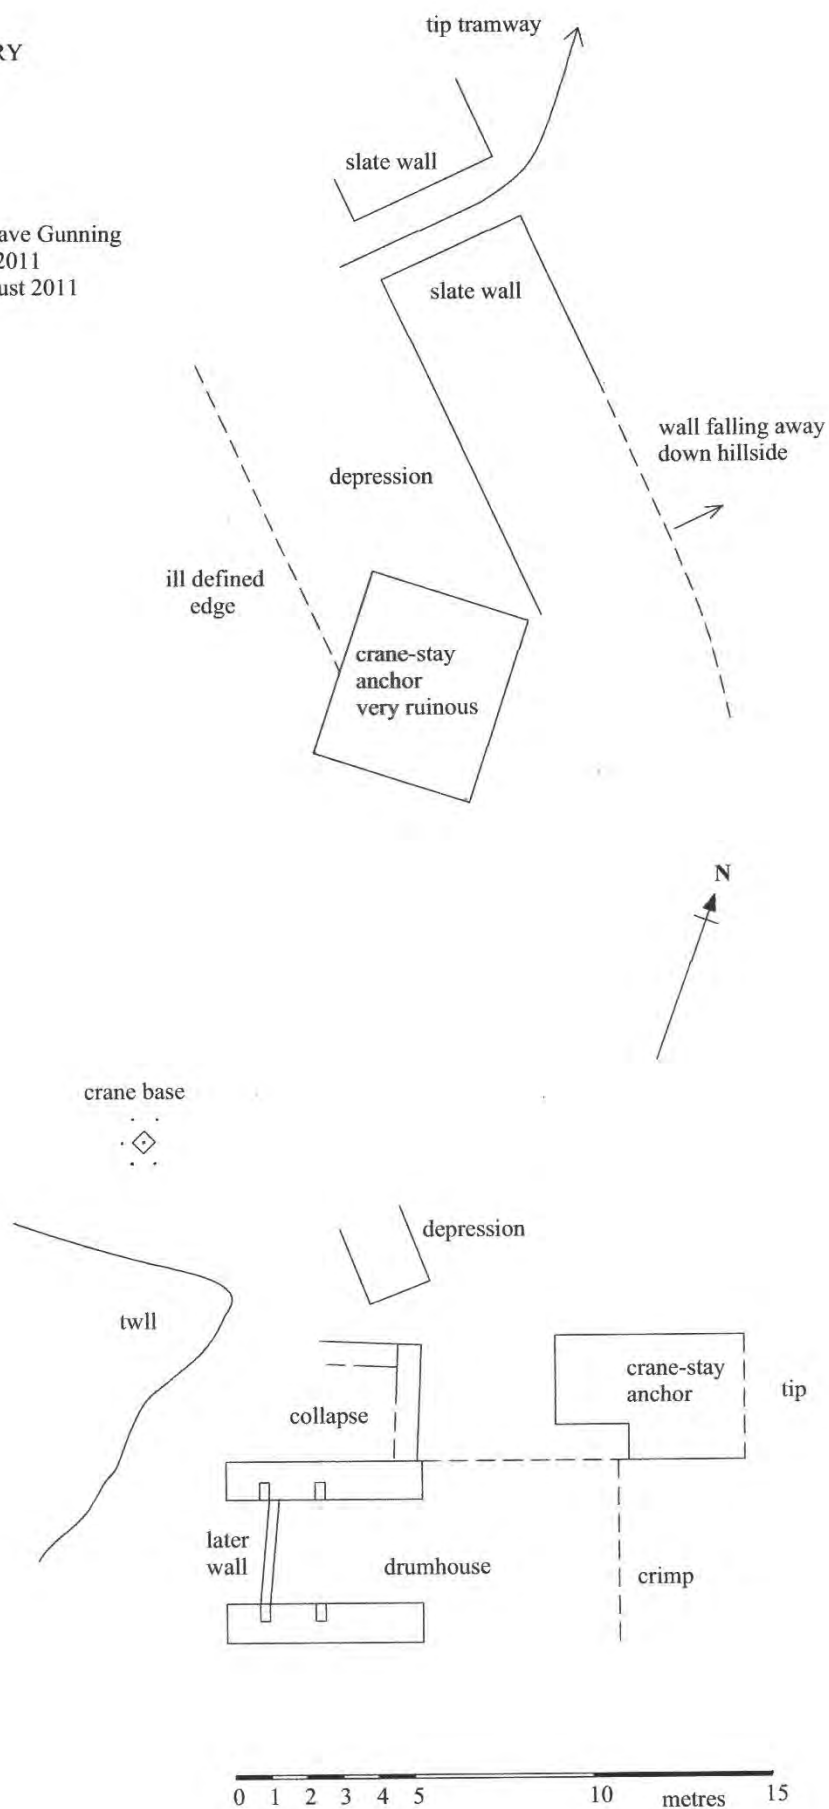 tip tramway
RY
slate wall
ave Gunning
2011
ust 2011
slate wall
wall falling away
down hillside
depression
ill defined
edge
crane-stay
anchor
very ruinous
N
crane base
depression
twll
crane-stay
anchor
tip
collapse
later
wall
drumhouse
crimp
0 1 2 3 4 5 10 metres 15